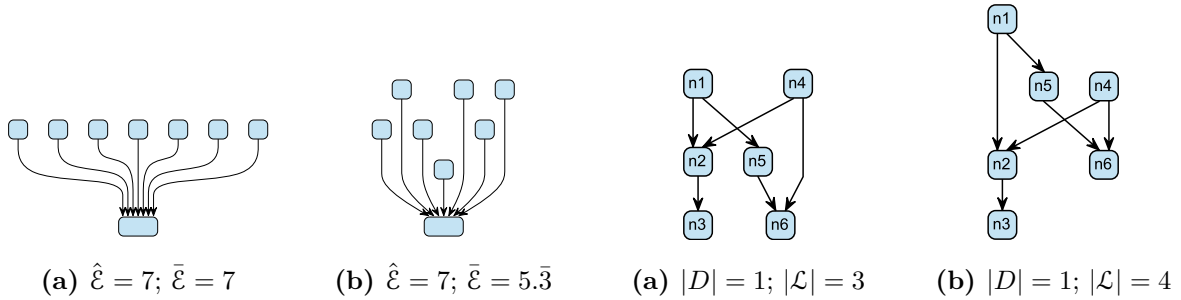 n1
n1 n4 n5 n4
n2 n5 n2 n6
n3 n6 n3
(a) ℰ̂ = 7; ℰ̄ = 7 (b) ℰ̂ = 7; ℰ̄ = 5.3̄ (a) |D| = 1; |ℒ| = 3 (b) |D| = 1; |ℒ| = 4